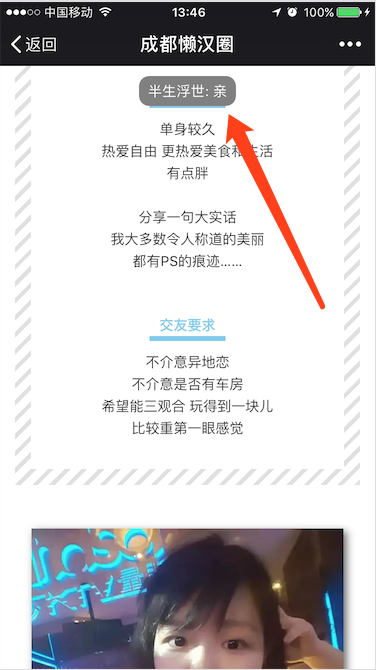 中国移动
13:46
100%
返回
成都懒汉圈
半生浮世: 亲
单身较久
热爱自由 更热爱美食和生活
有点胖
分享一句大实话
我大多数令人称道的美丽
都有PS的痕迹......
交友要求
不介意异地恋
不介意是否有车房
希望能三观合 玩得到一块儿
比较重第一眼感觉